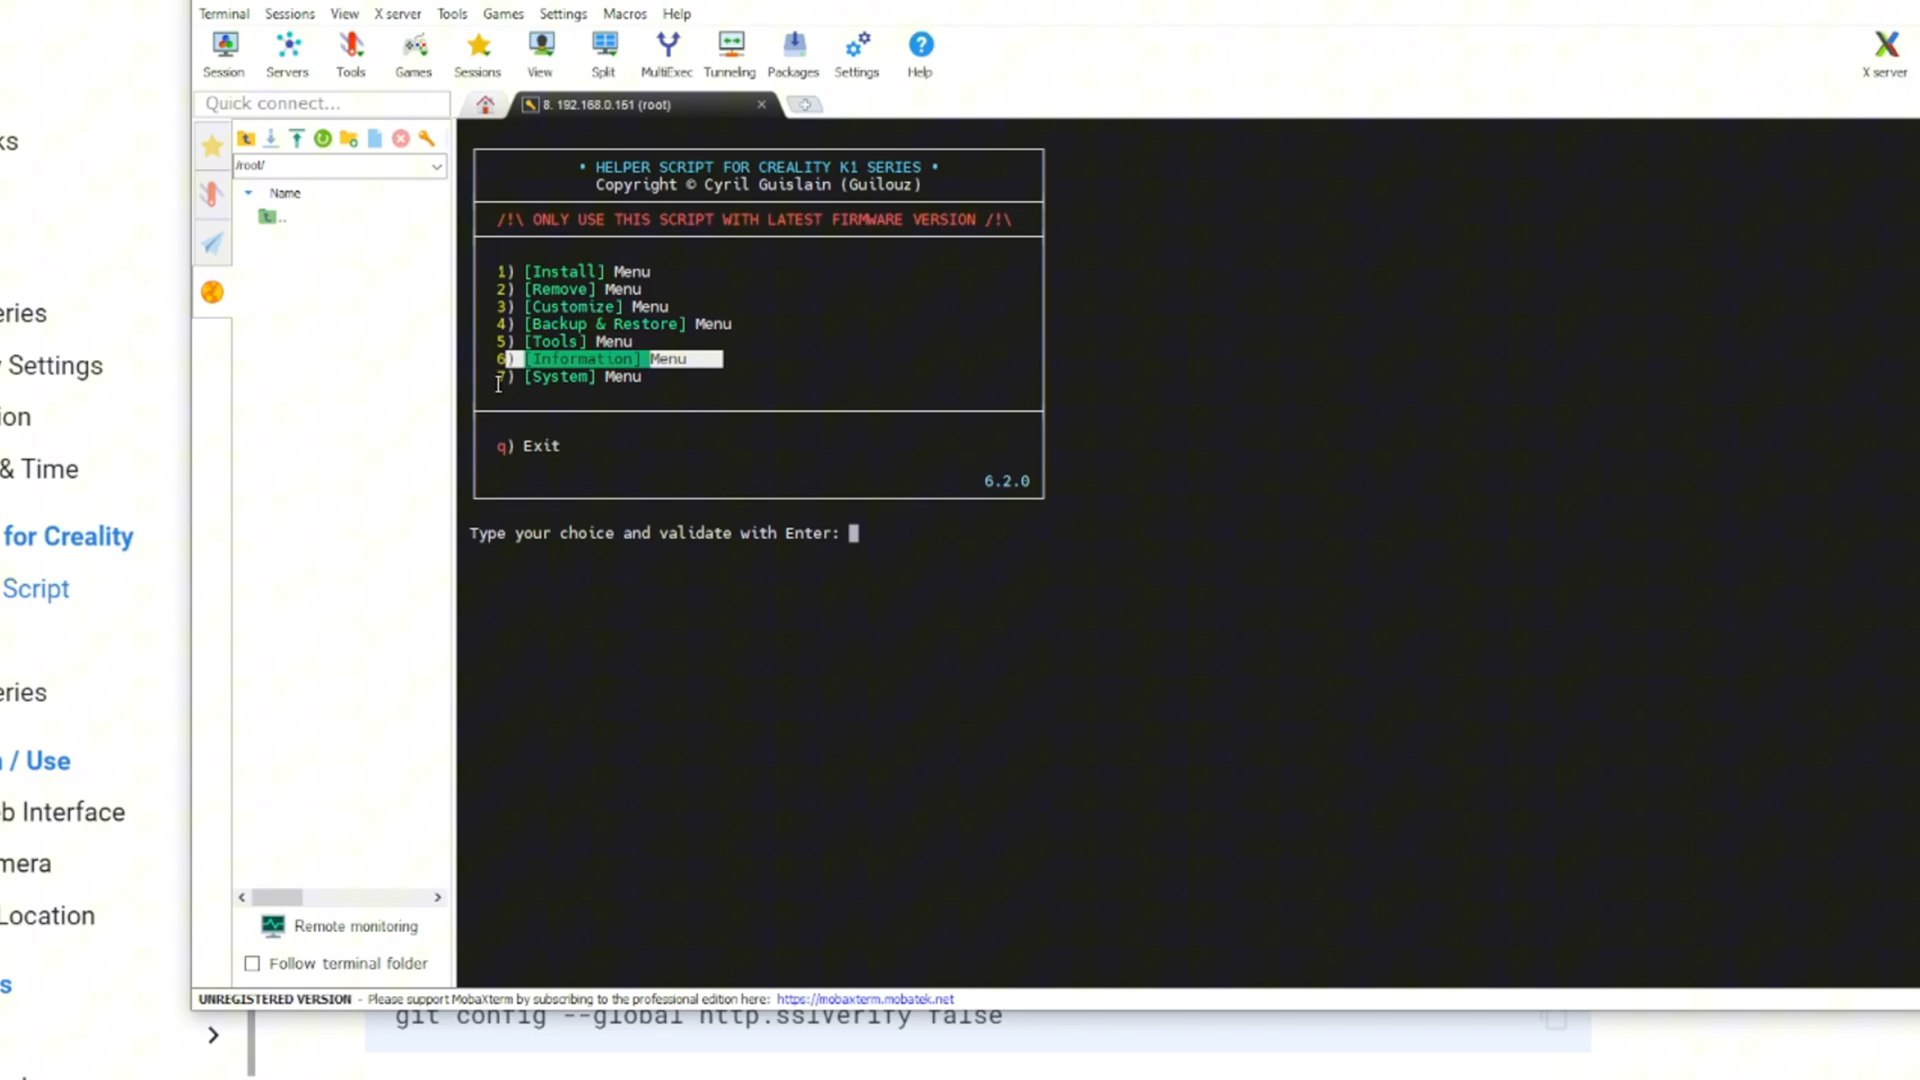 Terminal Sessions View X server Tools Games Settings Macros Help
Session Servers Tools Games Sessions View Split MultiExec Tunneling Packages Settings Help X server
Quick connect...
8. 192.168.0.151 (root)
/root/
Name
..
• HELPER SCRIPT FOR CREALITY K1 SERIES •
Copyright © Cyril Guislain (Guilouz)
/!\ ONLY USE THIS SCRIPT WITH LATEST FIRMWARE VERSION /!\
1) [Install] Menu
2) [Remove] Menu
3) [Customize] Menu
4) [Backup & Restore] Menu
5) [Tools] Menu
6) [Information] Menu
7) [System] Menu
q) Exit
6.2.0
Type your choice and validate with Enter:
Remote monitoring
Follow terminal folder
UNREGISTERED VERSION - Please support MobaXterm by subscribing to the professional edition here: https://mobaxterm.mobatek.net
git config --global http.sslVerify false
ks
eries
Settings
ion
& Time
for Creality
Script
eries
/ Use
b Interface
mera
Location
s